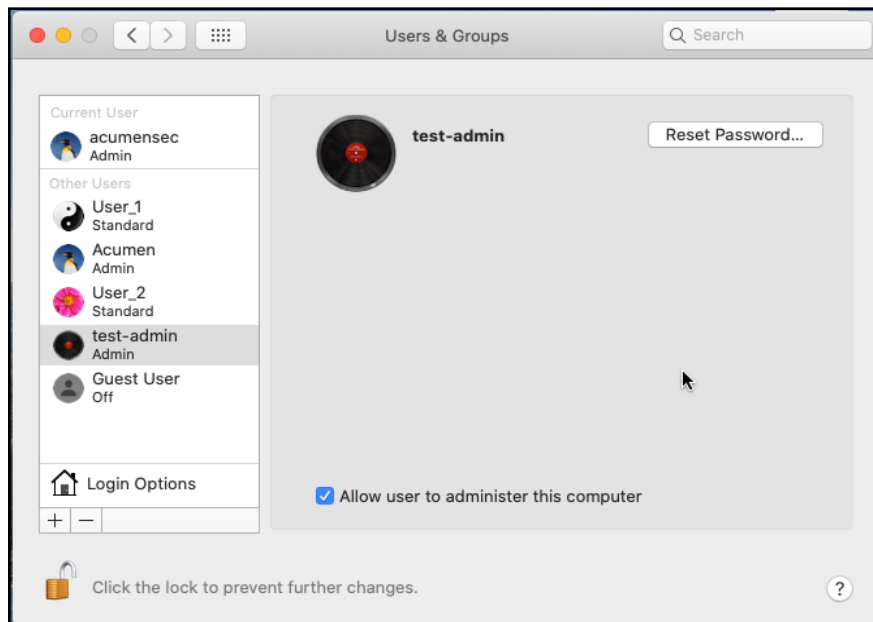 Users & Groups
Search
Current User
acumensec
Admin
Other Users
User_1
Standard
Acumen
Admin
User_2
Standard
test-admin
Admin
Guest User
Off
Login Options
test-admin
Reset Password...
Allow user to administer this computer
Click the lock to prevent further changes.
?